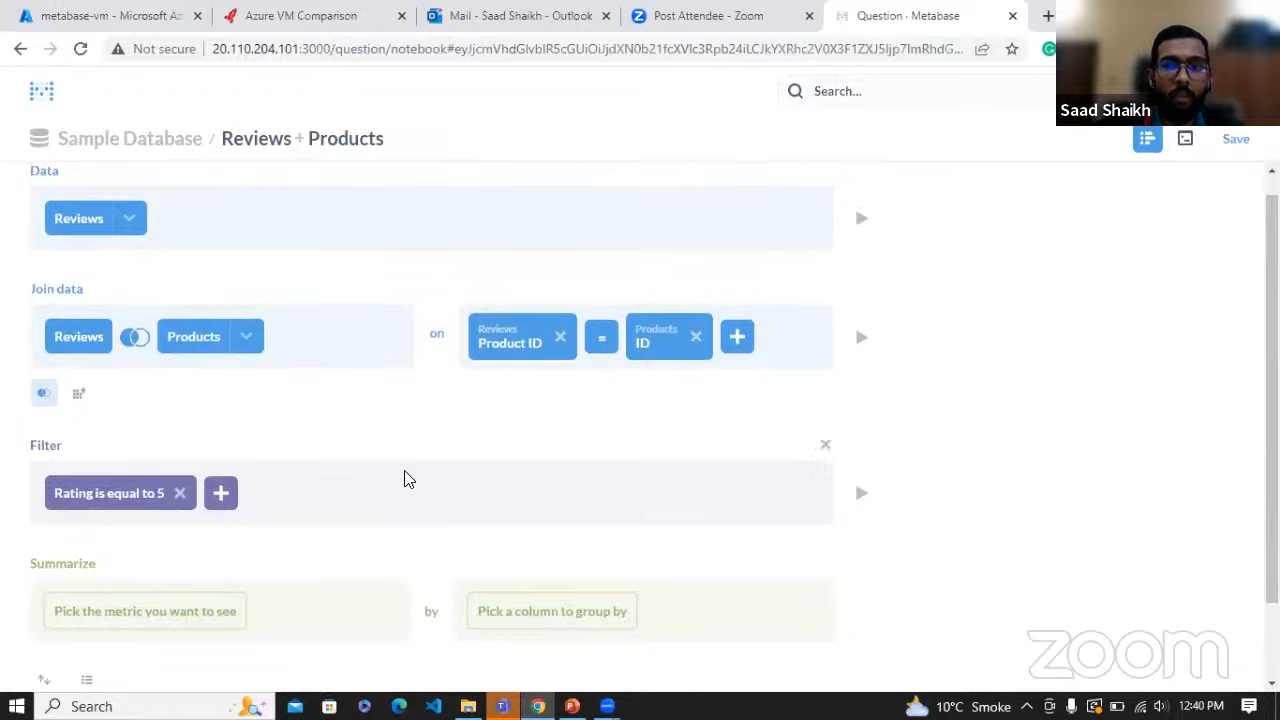 metabase-vm - Microsoft Az
Azure VM Comparison
Mail - Saad Shaikh - Outlook
Post Attendee - Zoom
Question · Metabase
Not secure
20.110.204.101:3000/question/notebook#
Search...
Saad Shaikh
Sample Database / Reviews + Products
Save
Data
Reviews
Join data
Reviews Products on Reviews Product ID = Products ID +
Filter
Rating is equal to 5 +
Summarize
Pick the metric you want to see by Pick a column to group by
zoom
Search
10°C Smoke
12:40 PM